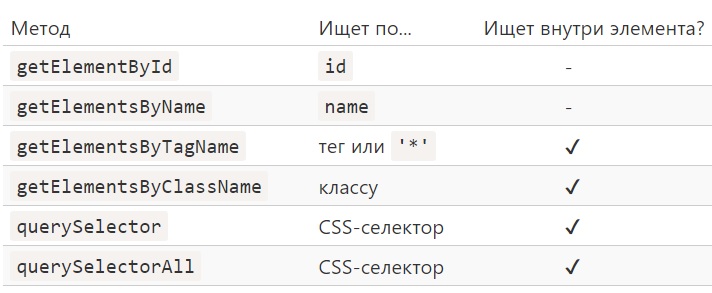 Метод Ищет по... Ищет внутри элемента?
getElementById id -
getElementsByName name -
getElementsByTagName тег или '*' ✓
getElementsByClassName классу ✓
querySelector CSS-селектор ✓
querySelectorAll CSS-селектор ✓